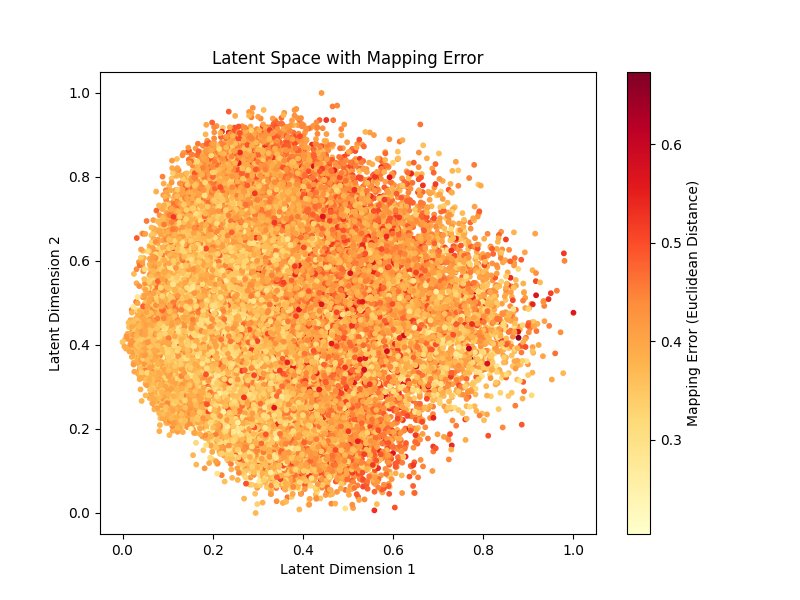 Latent Space with Mapping Error
1.0
0.8
0.6
0.4
0.2
0.0
Latent Dimension 2
0.0 0.2 0.4 0.6 0.8 1.0
Latent Dimension 1
0.6
0.5
0.4
0.3
Mapping Error (Euclidean Distance)